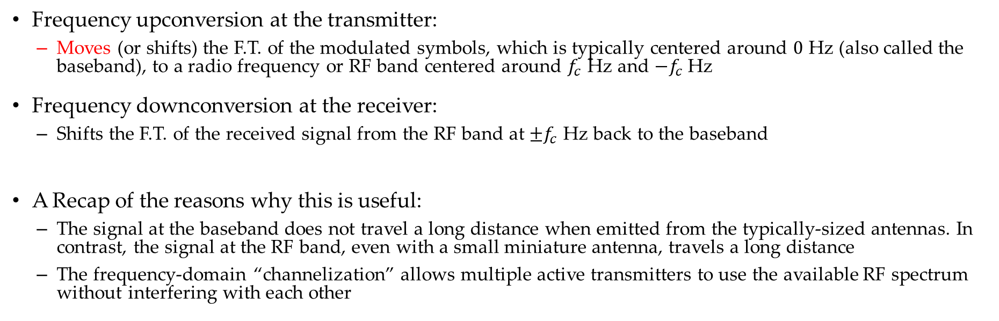 • Frequency upconversion at the transmitter:
– Moves (or shifts) the F.T. of the modulated symbols, which is typically centered around 0 Hz (also called the
baseband), to a radio frequency or RF band centered around f_c Hz and −f_c Hz
• Frequency downconversion at the receiver:
– Shifts the F.T. of the received signal from the RF band at ±f_c Hz back to the baseband
• A Recap of the reasons why this is useful:
– The signal at the baseband does not travel a long distance when emitted from the typically-sized antennas. In
contrast, the signal at the RF band, even with a small miniature antenna, travels a long distance
– The frequency-domain “channelization” allows multiple active transmitters to use the available RF spectrum
without interfering with each other